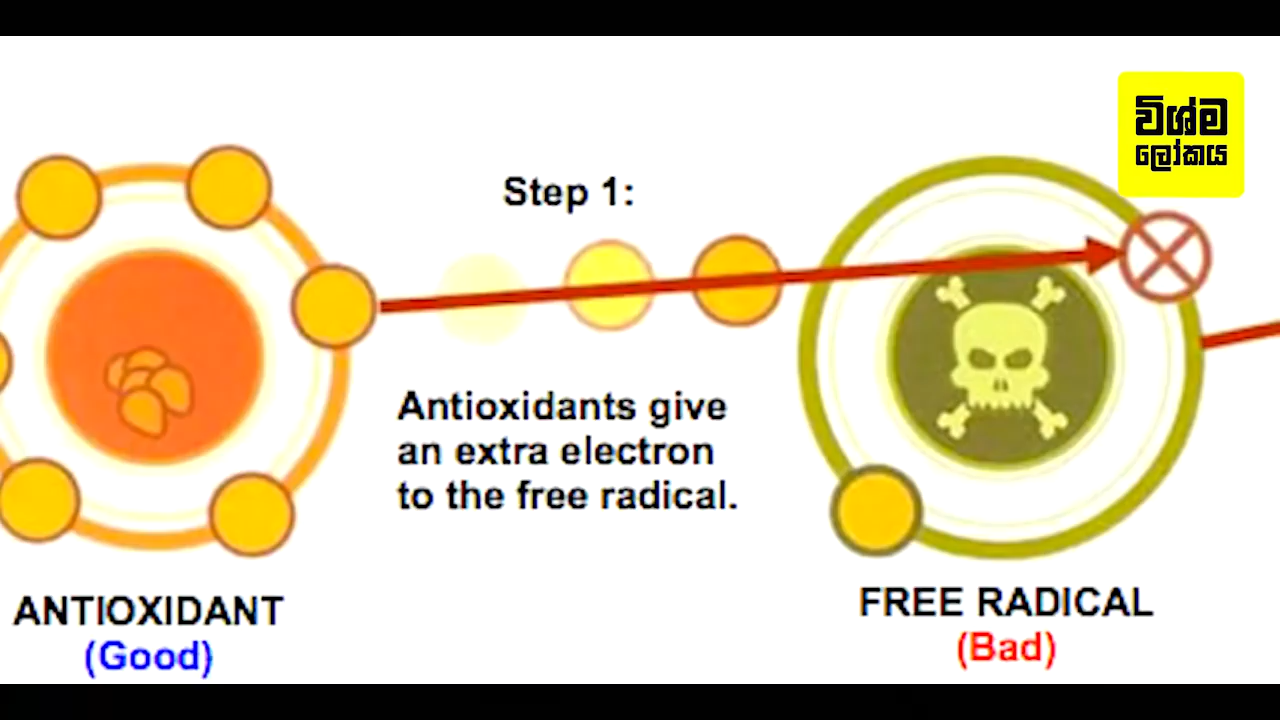 විශ්ම
ලෝකය
Step 1:
Antioxidants give
an extra electron
to the free radical.
ANTIOXIDANT
(Good)
FREE RADICAL
(Bad)